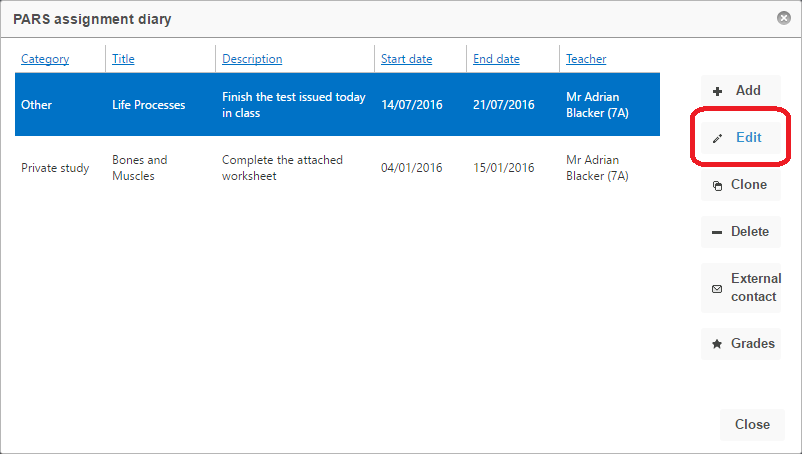 PARS assignment diary
Category Title Description Start date End date Teacher
Other Life Processes Finish the test issued today in class 14/07/2016 21/07/2016 Mr Adrian Blacker (7A)
Private study Bones and Muscles Complete the attached worksheet 04/01/2016 15/01/2016 Mr Adrian Blacker (7A)
Add
Edit
Clone
Delete
External
contact
Grades
Close